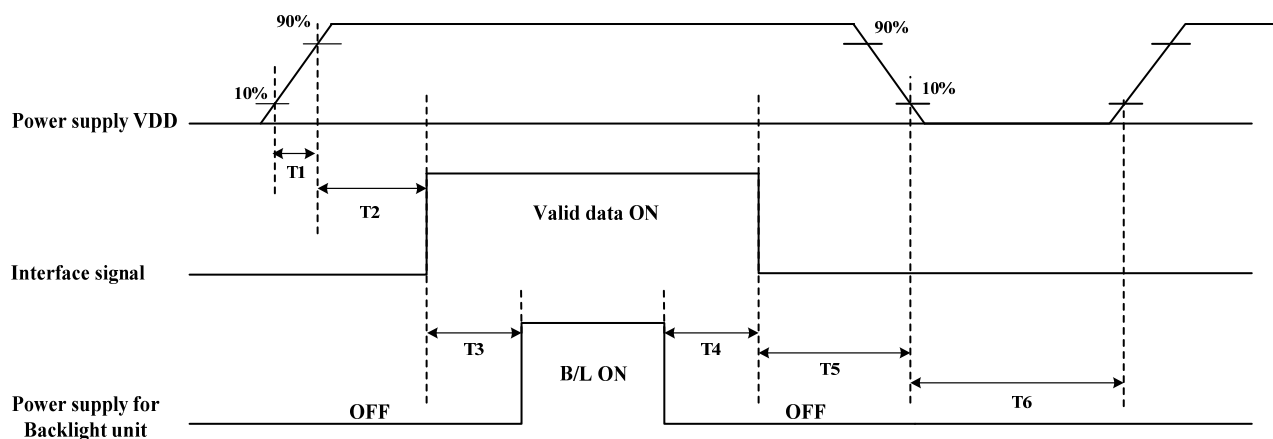 90%
90%
10%
10%
Power supply VDD
T1
T2
Valid data ON
Interface signal
T3
T4
T5
B/L ON
T6
Power supply for
Backlight unit
OFF
OFF